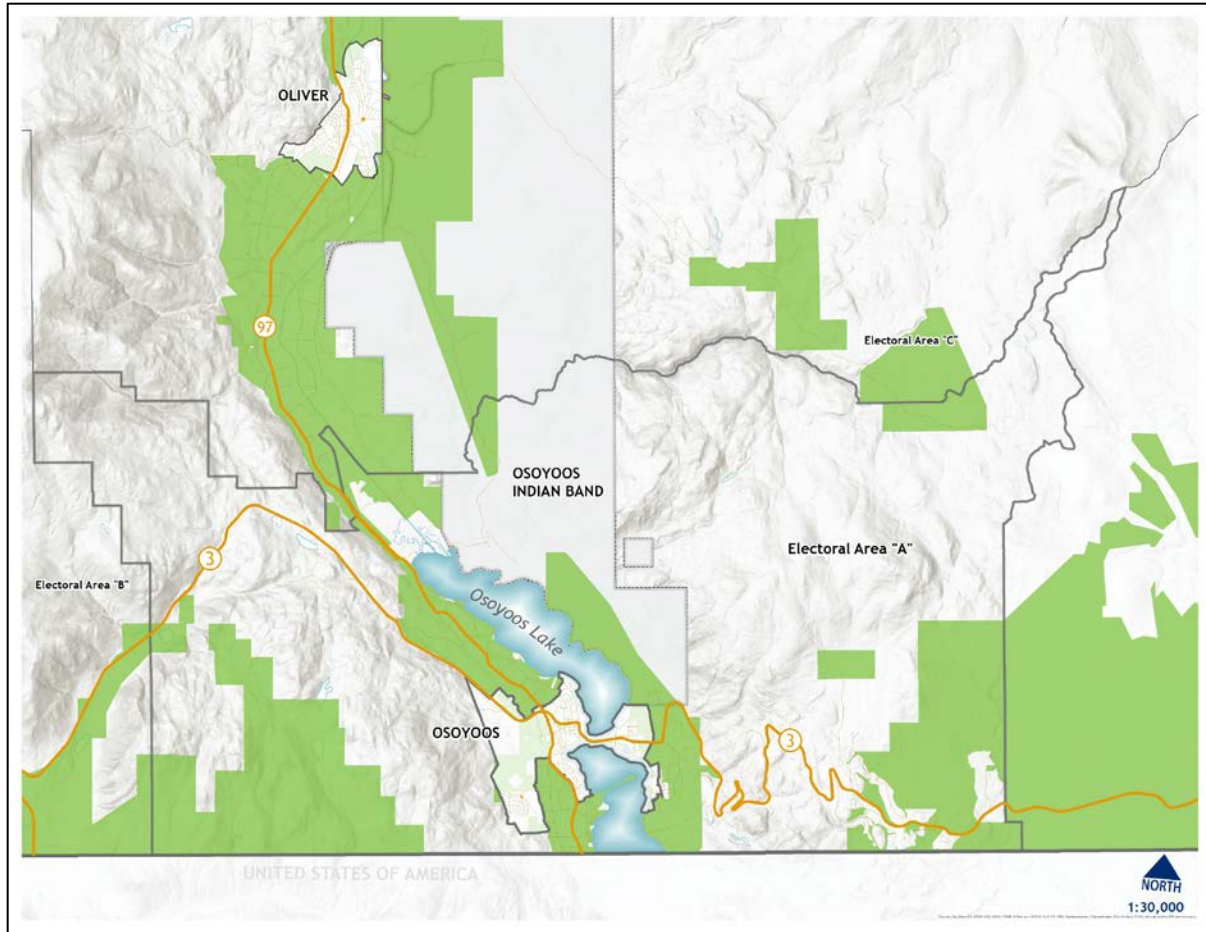 OLIVER
97
Electoral Area "C"
OSOYOOS
INDIAN BAND
Electoral Area "A"
3
Electoral Area "B"
Osoyoos Lake
OSOYOOS
3
UNITED STATES OF AMERICA
NORTH
1:30,000